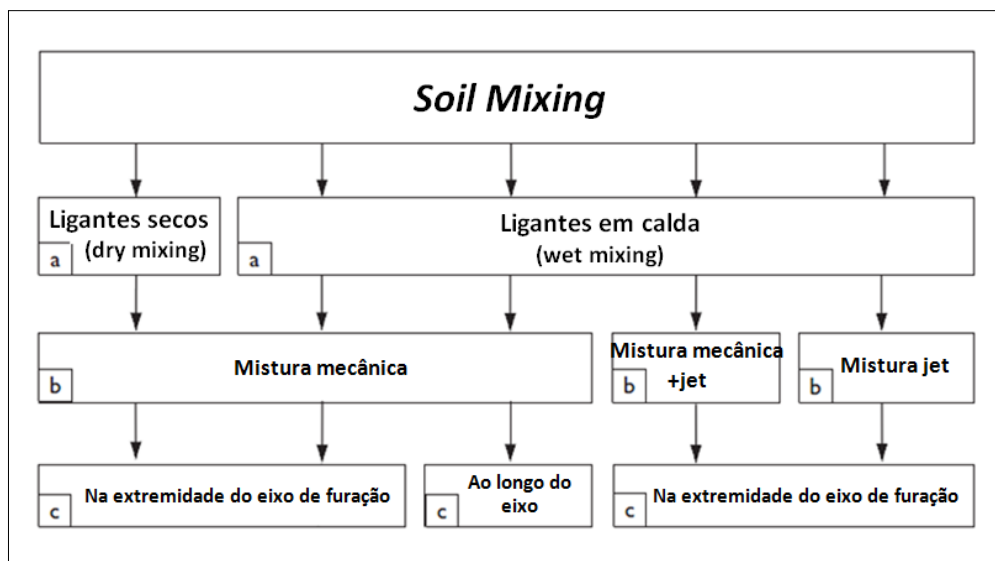 Soil Mixing
Ligantes secos
(dry mixing)
a
Ligantes em calda
(wet mixing)
a
Mistura mecânica
b
Mistura mecânica
+jet
b
Mistura jet
b
Na extremidade do eixo de furação
c
Ao longo do
eixo
c
Na extremidade do eixo de furação
c